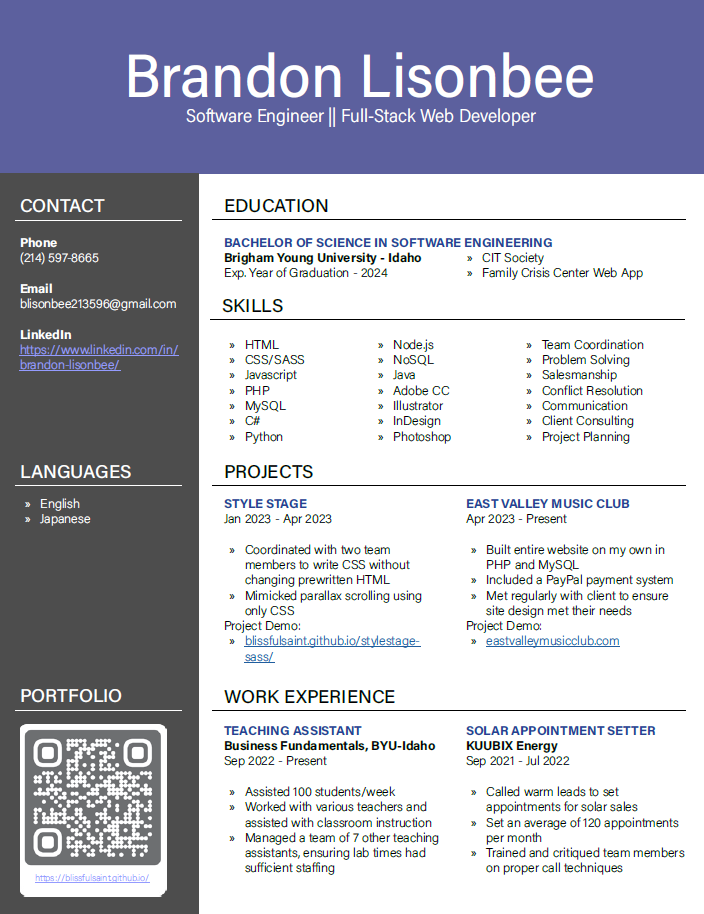 Brandon Lisonbee
Software Engineer || Full-Stack Web Developer
CONTACT
Phone
(214) 597-8665
Email
blisonbee213596@gmail.com
LinkedIn
https://www.linkedin.com/in/
brandon-lisonbee/
LANGUAGES
» English
» Japanese
PORTFOLIO
https://blissfulsaint.github.io/
EDUCATION
BACHELOR OF SCIENCE IN SOFTWARE ENGINEERING
Brigham Young University - Idaho
Exp. Year of Graduation - 2024
» CIT Society
» Family Crisis Center Web App
SKILLS
» HTML
» CSS/SASS
» Javascript
» PHP
» MySQL
» C#
» Python
» Node.js
» NoSQL
» Java
» Adobe CC
» Illustrator
» InDesign
» Photoshop
» Team Coordination
» Problem Solving
» Salesmanship
» Conflict Resolution
» Communication
» Client Consulting
» Project Planning
PROJECTS
STYLE STAGE
Jan 2023 - Apr 2023
» Coordinated with two team
members to write CSS without
changing prewritten HTML
» Mimicked parallax scrolling using
only CSS
Project Demo:
» blissfulsaint.github.io/stylestage-
sass/
EAST VALLEY MUSIC CLUB
Apr 2023 - Present
» Built entire website on my own in
PHP and MySQL
» Included a PayPal payment system
» Met regularly with client to ensure
site design met their needs
Project Demo:
» eastvalleymusicclub.com
WORK EXPERIENCE
TEACHING ASSISTANT
Business Fundamentals, BYU-Idaho
Sep 2022 - Present
» Assisted 100 students/week
» Worked with various teachers and
assisted with classroom instruction
» Managed a team of 7 other teaching
assistants, ensuring lab times had
sufficient staffing
SOLAR APPOINTMENT SETTER
KUUBIX Energy
Sep 2021 - Jul 2022
» Called warm leads to set
appointments for solar sales
» Set an average of 120 appointments
per month
» Trained and critiqued team members
on proper call techniques